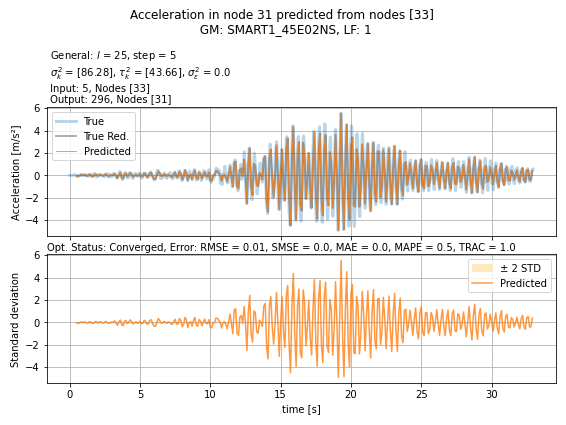 Acceleration in node 31 predicted from nodes [33]
GM: SMART1_45E02NS, LF: 1
General: l = 25, step = 5
σ²ₖ = [86.28], τ²ₖ = [43.66], σ²ε = 0.0
Input: 5, Nodes [33]
Output: 296, Nodes [31]
6
4
2
0
−2
−4
Acceleration [m/s²]
True
True Red.
Predicted
Opt. Status: Converged, Error: RMSE = 0.01, SMSE = 0.0, MAE = 0.0, MAPE = 0.5, TRAC = 1.0
6
4
2
0
−2
−4
Standard deviation
± 2 STD
Predicted
0 5 10 15 20 25 30
time [s]